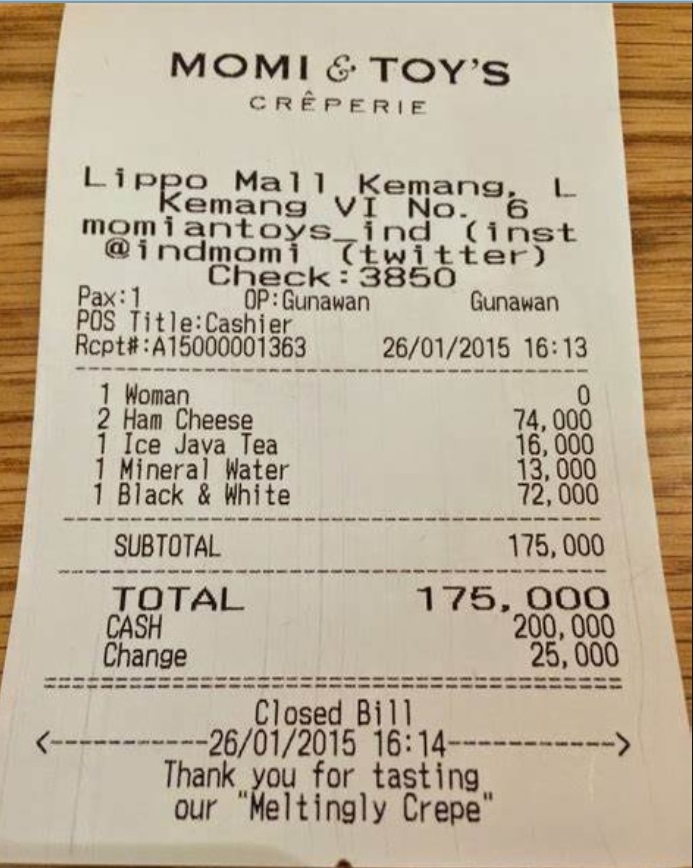 MOMI & TOY'S
CRÊPERIE
Lippo Mall Kemang, L
Kemang VI No. 6
momiantoys_ind (inst
@indmomi (twitter)
Check:3850
Pax:1 OP:Gunawan Gunawan
POS Title:Cashier
Rcpt#:A15000001363 26/01/2015 16:13
1 Woman 0
2 Ham Cheese 74,000
1 Ice Java Tea 16,000
1 Mineral Water 13,000
1 Black & White 72,000
SUBTOTAL 175,000
TOTAL 175,000
CASH 200,000
Change 25,000
Closed Bill
<----------26/01/2015 16:14---------->
Thank you for tasting
our "Meltingly Crepe"